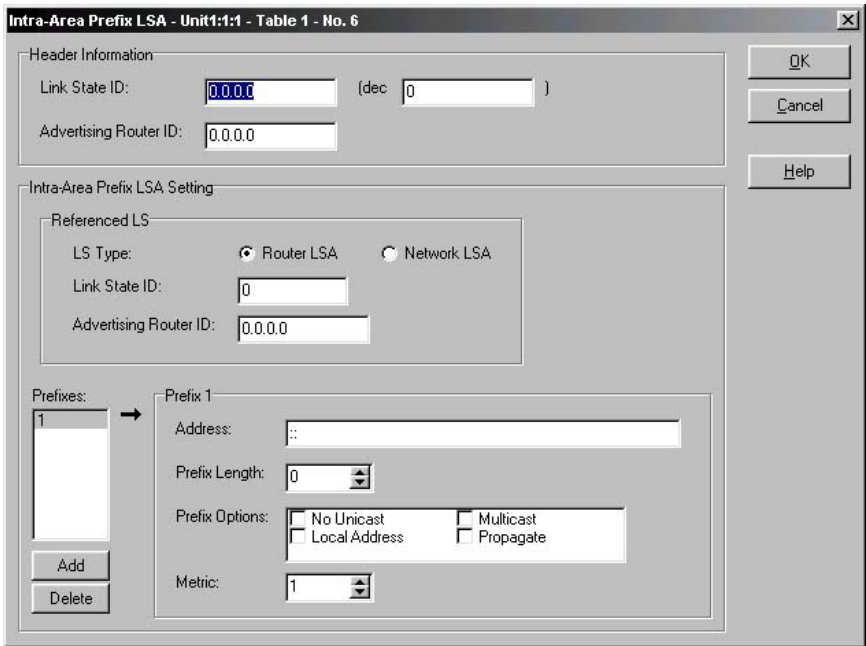 Intra-Area Prefix LSA - Unit1:1:1 - Table 1 - No. 6
Header Information
Link State ID: 0.0.0.0 (dec 0 )
Advertising Router ID: 0.0.0.0
OK
Cancel
Help
Intra-Area Prefix LSA Setting
Referenced LS
LS Type: Router LSA Network LSA
Link State ID: 0
Advertising Router ID: 0.0.0.0
Prefixes:
1
Add
Delete
Prefix 1
Address: ::
Prefix Length: 0
Prefix Options: No Unicast Multicast
Local Address Propagate
Metric: 1